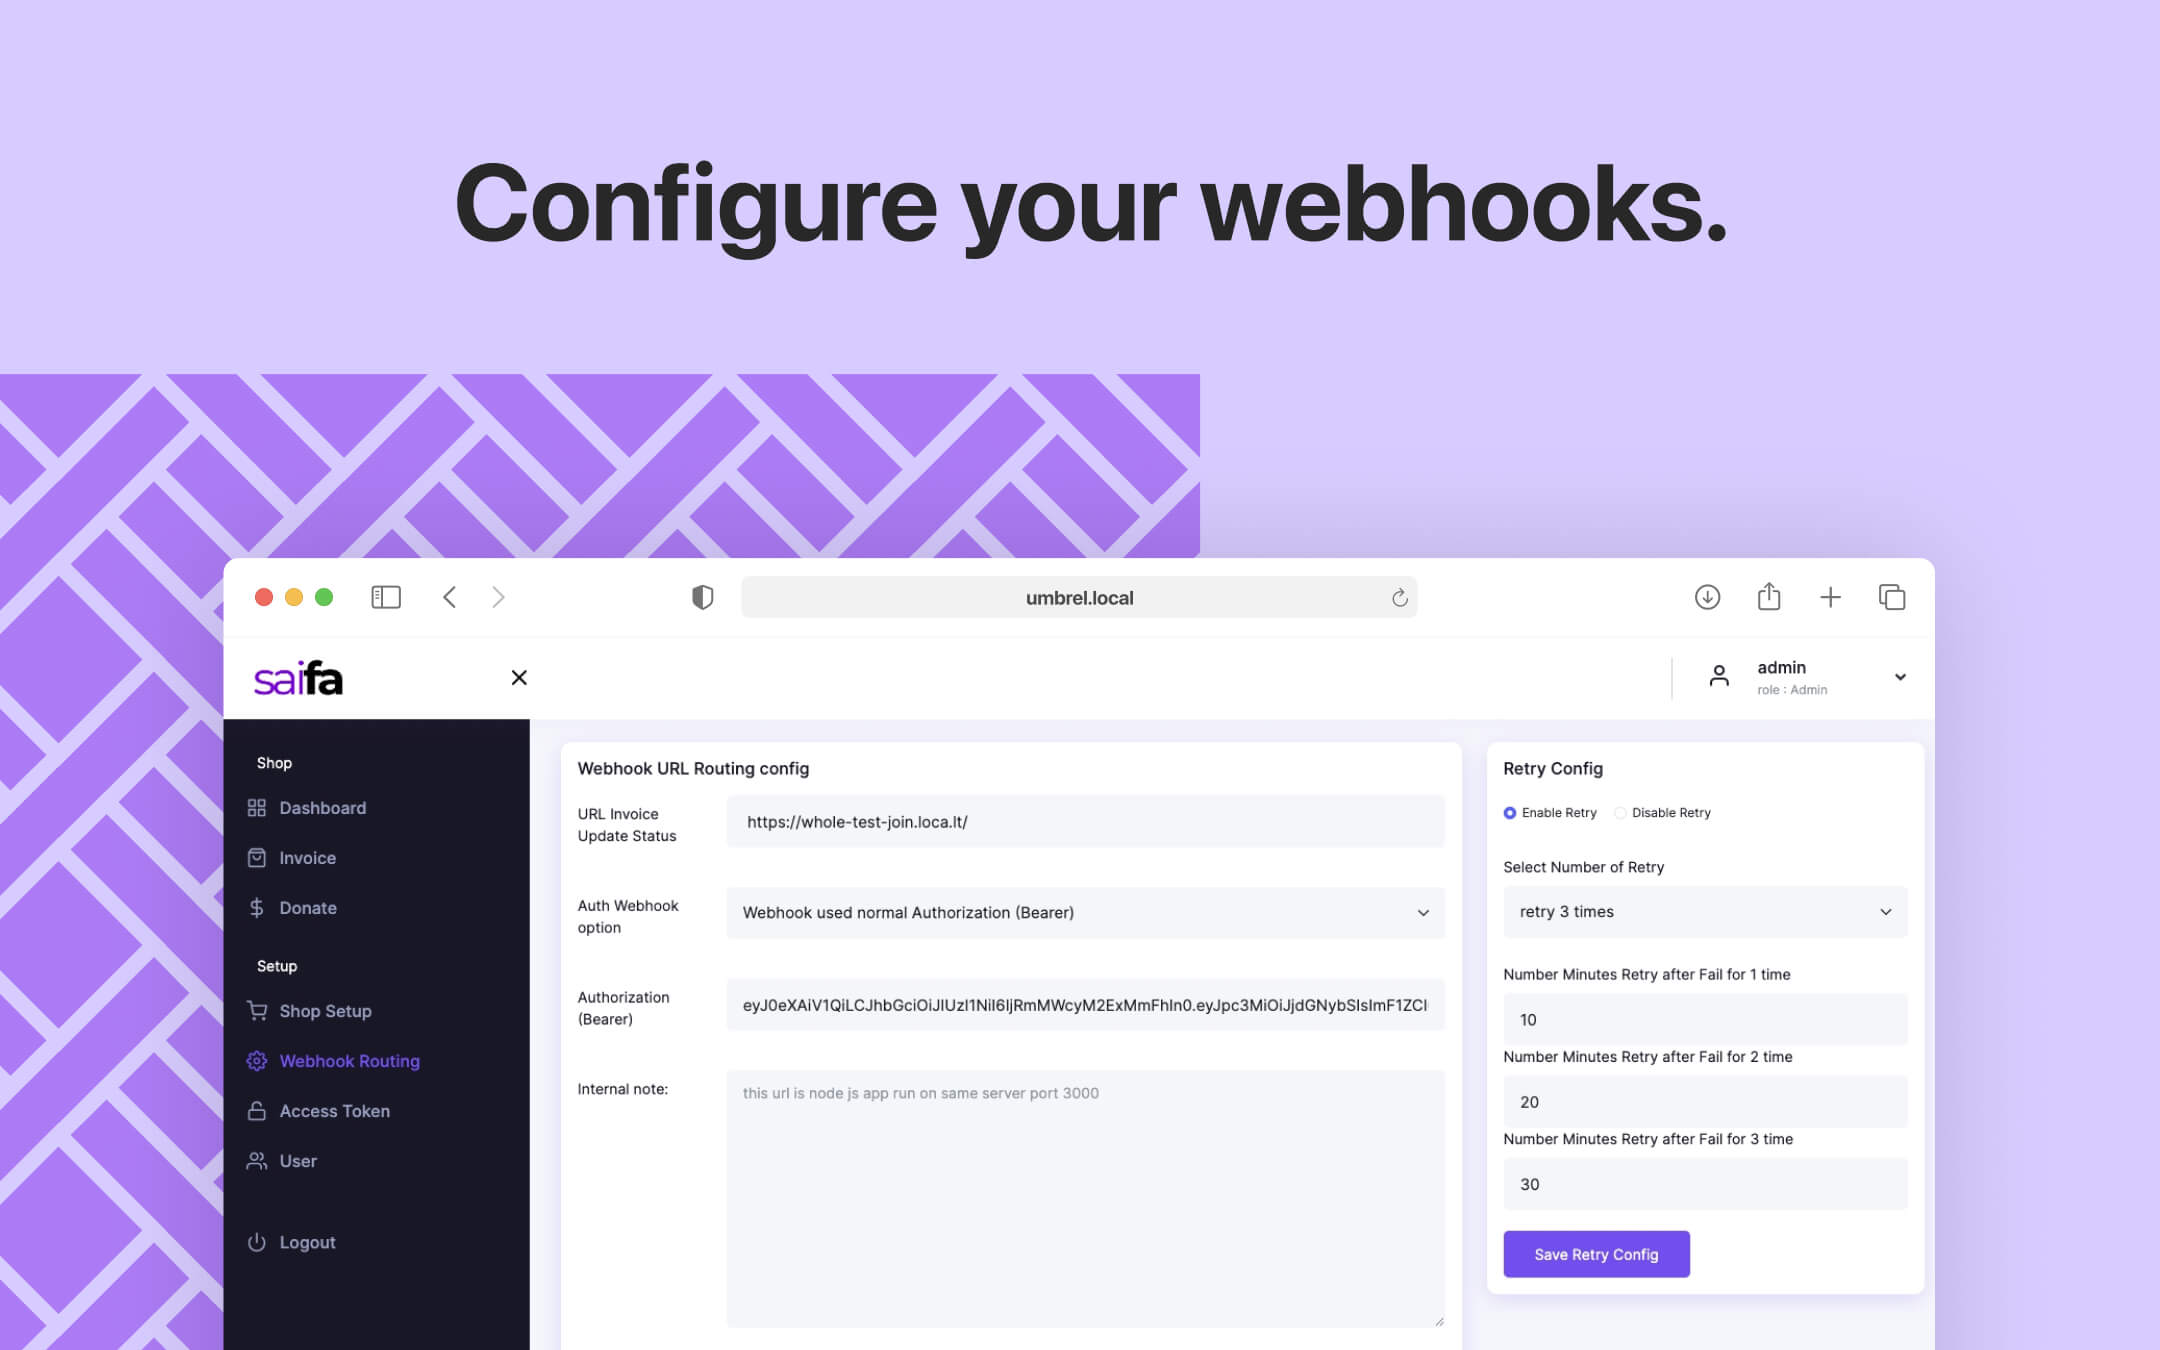 Configure your webhooks.
umbrel.local
saifa
admin
role : Admin
Shop
Dashboard
Invoice
Donate
Setup
Shop Setup
Webhook Routing
Access Token
User
Logout
Webhook URL Routing config
URL Invoice
Update Status
https://whole-test-join.loca.lt/
Auth Webhook
option
Webhook used normal Authorization (Bearer)
Authorization
(Bearer)
Internal note:
this url is node js app run on same server port 3000
Retry Config
Enable Retry Disable Retry
Select Number of Retry
retry 3 times
Number Minutes Retry after Fail for 1 time
10
Number Minutes Retry after Fail for 2 time
20
Number Minutes Retry after Fail for 3 time
30
Save Retry Config